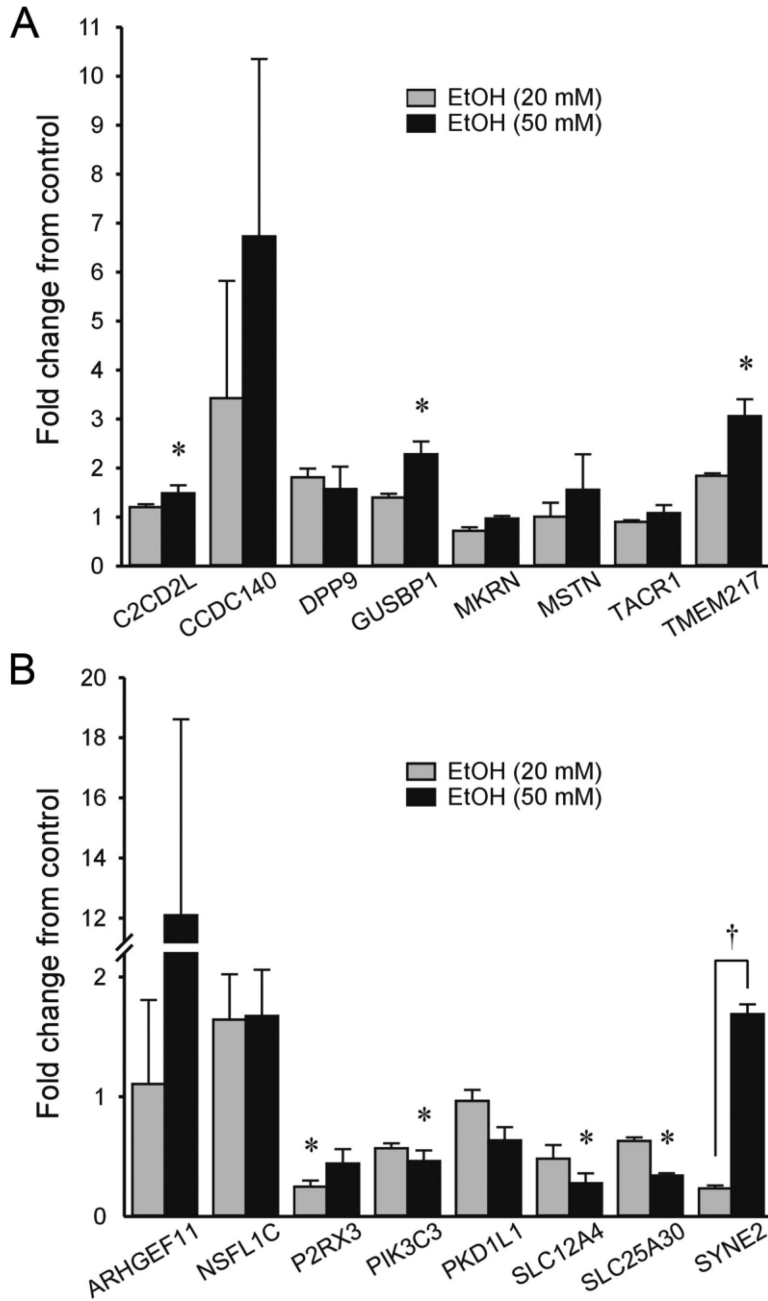 A
Fold change from control
11
10
9
8
7
6
5
4
3
2
1
0
EtOH (20 mM)
EtOH (50 mM)
*
*
*
C2CD2L
CCDC140
DPP9
GUSBP1
MKRN
MSTN
TACR1
TMEM217
B
Fold change from control
20
18
16
14
12
2
1
0
EtOH (20 mM)
EtOH (50 mM)
*
*
*
*
†
ARHGEF11
NSFL1C
P2RX3
PIK3C3
PKD1L1
SLC12A4
SLC25A30
SYNE2